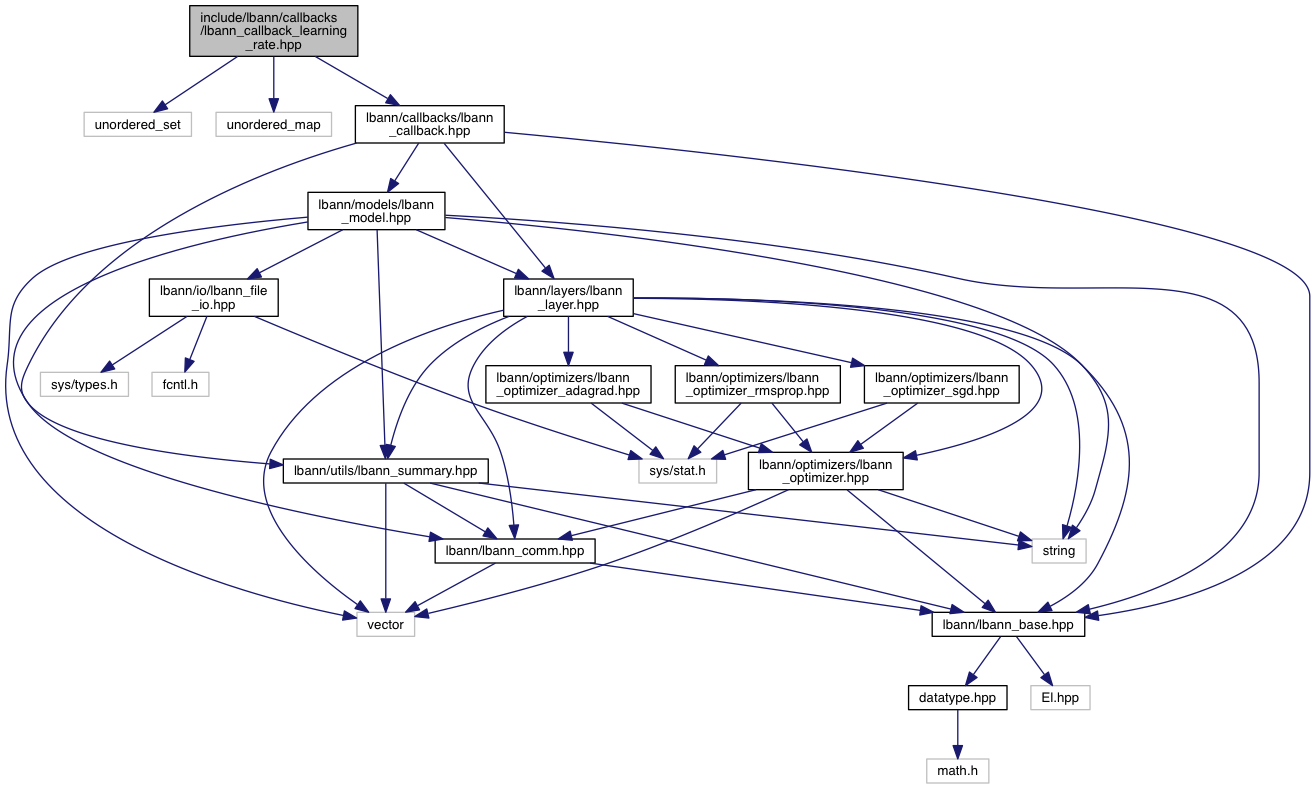 include/lbann/callbacks
/lbann_callback_learning
_rate.hpp
unordered_set
unordered_map
lbann/callbacks/lbann
_callback.hpp
lbann/models/lbann
_model.hpp
lbann/io/lbann_file
_io.hpp
lbann/layers/lbann
_layer.hpp
sys/types.h
fcntl.h
lbann/optimizers/lbann
_optimizer_adagrad.hpp
lbann/optimizers/lbann
_optimizer_rmsprop.hpp
lbann/optimizers/lbann
_optimizer_sgd.hpp
lbann/utils/lbann_summary.hpp
sys/stat.h
lbann/optimizers/lbann
_optimizer.hpp
lbann/lbann_comm.hpp
string
vector
lbann/lbann_base.hpp
datatype.hpp
El.hpp
math.h